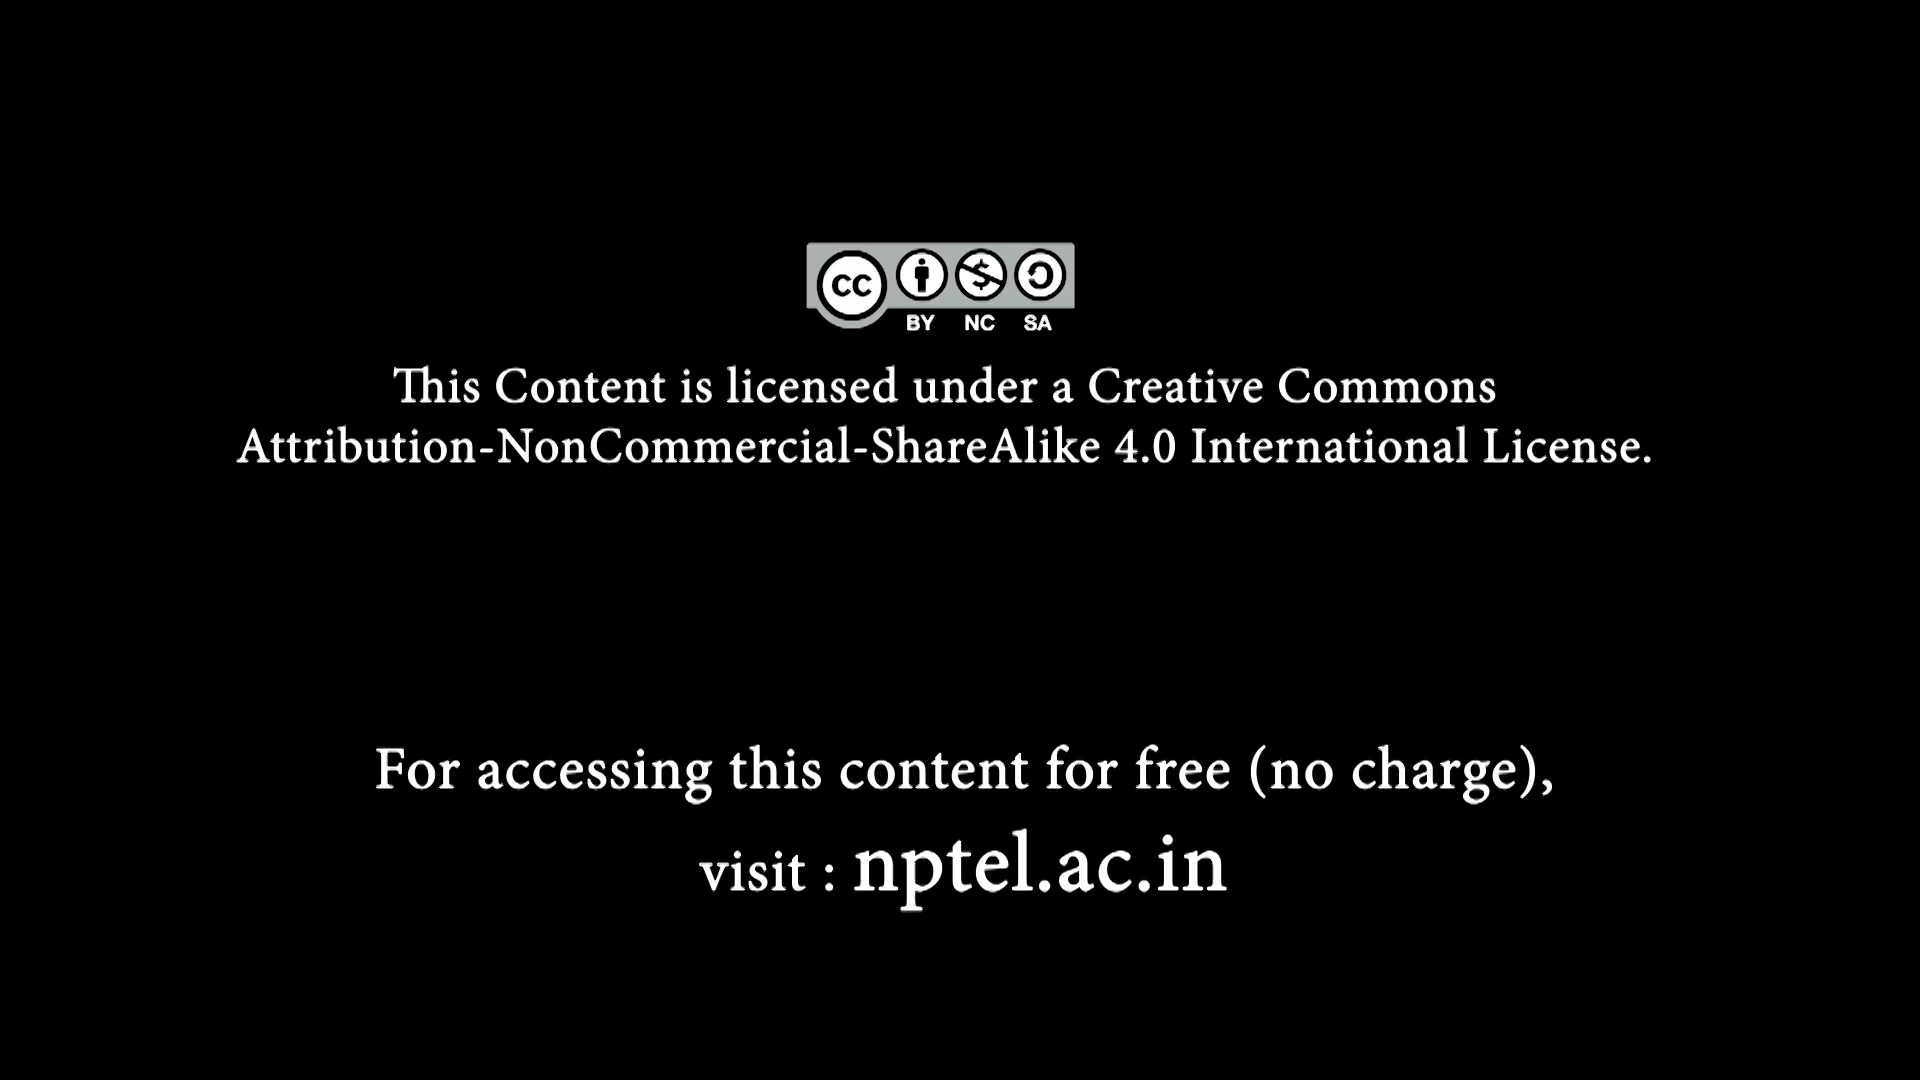 cc
BY NC SA
This Content is licensed under a Creative Commons
Attribution-NonCommercial-ShareAlike 4.0 International License.
For accessing this content for free (no charge),
visit : nptel.ac.in